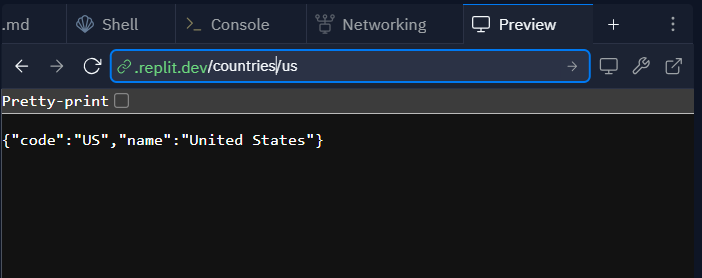 .md Shell Console Networking Preview
.replit.dev/countries/us
Pretty-print
{"code":"US","name":"United States"}